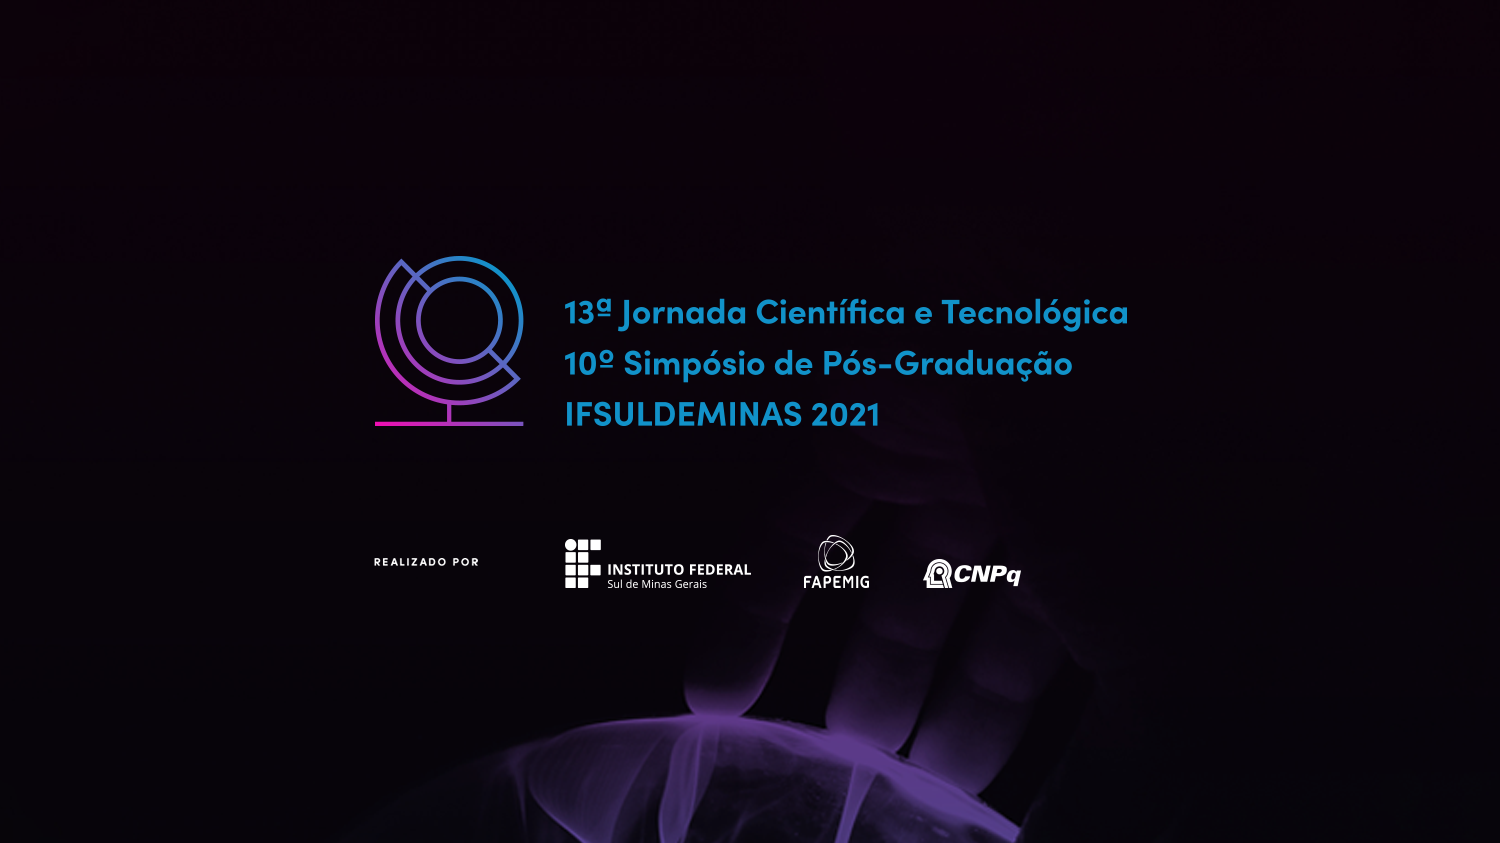 13ª Jornada Científica e Tecnológica
10º Simpósio de Pós-Graduação
IFSULDEMINAS 2021
REALIZADO POR
INSTITUTO FEDERAL
Sul de Minas Gerais
FAPEMIG
CNPq